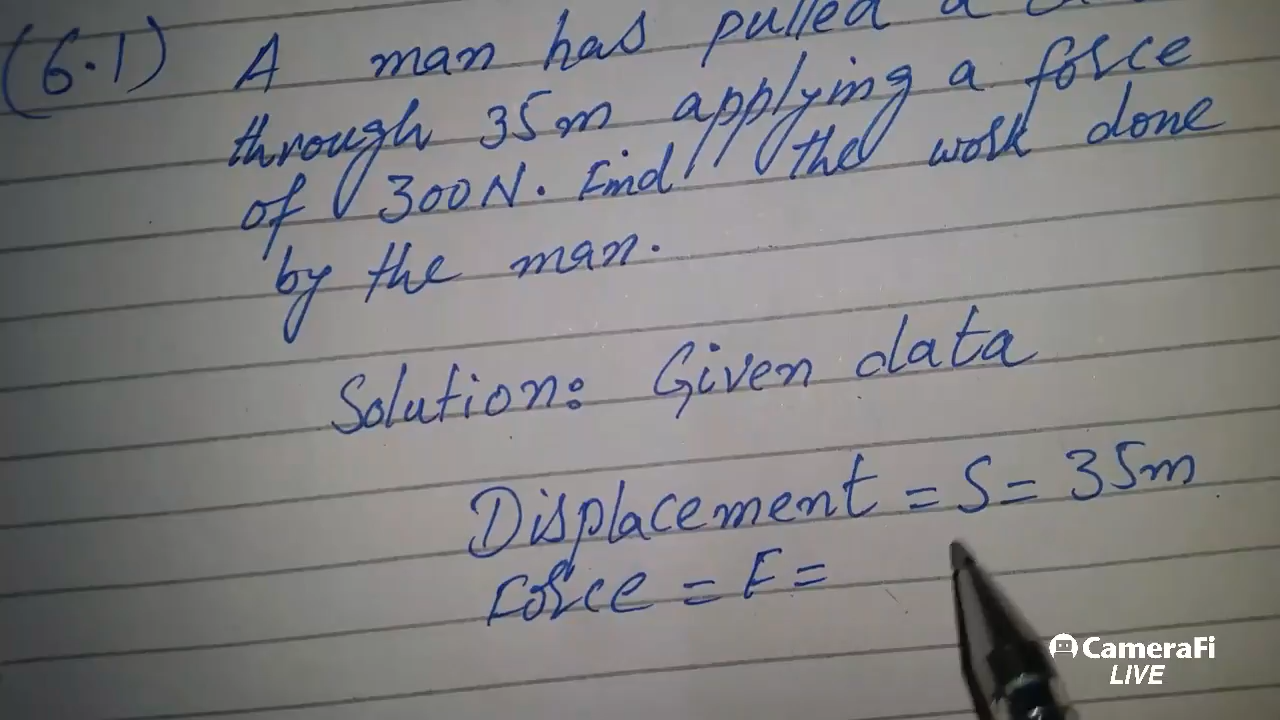 (6.1) A man has pulled a
through 35m applying a force
of 300N. Find the work done
by the man.
Solution: Given data
Displacement = S = 35m
Force = F =
CameraFi
LIVE